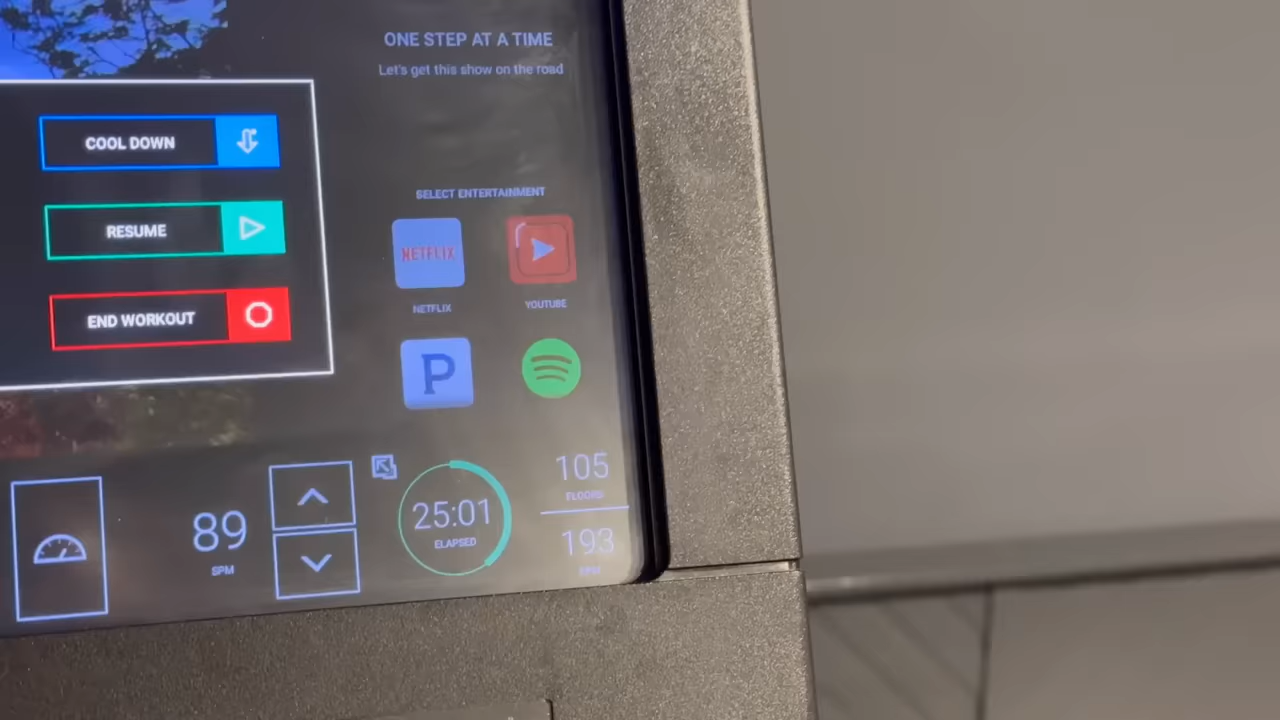 ONE STEP AT A TIME
Let's get this show on the road
COOL DOWN
RESUME
END WORKOUT
SELECT ENTERTAINMENT
NETFLIX
NETFLIX
YOUTUBE
P
89
SPM
25:01
ELAPSED
105
FLOORS
193